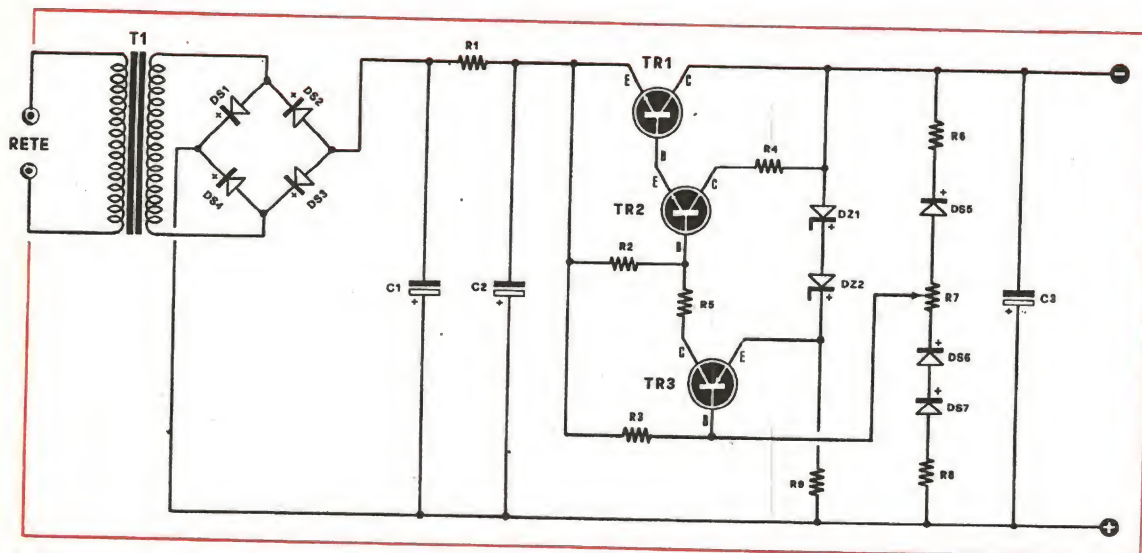 T1
RETE
DS1
DS2
DS4
DS3
R1
C1
C2
TR1
E
C
B
TR2
E
C
B
R4
R2
R5
TR3
C
E
B
R3
DZ1
DZ2
R9
R6
DS5
R7
DS6
DS7
R8
C3
+
+
+
+
+
+
+
+
+
+
+
+
-
+